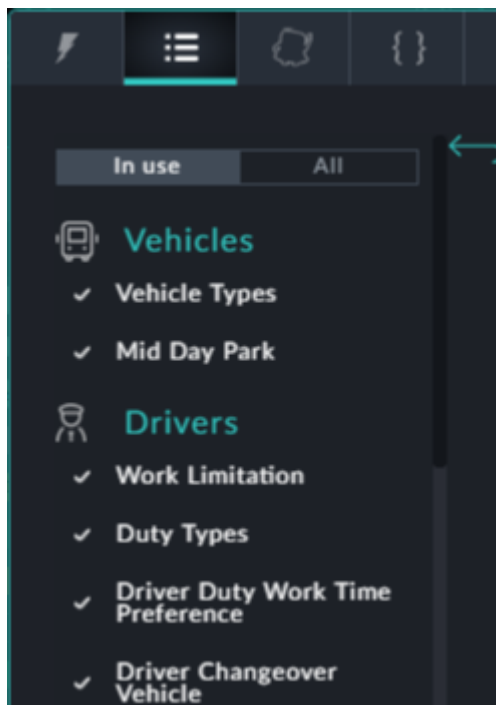 { }
In use
All
Vehicles
Vehicle Types
Mid Day Park
Drivers
Work Limitation
Duty Types
Driver Duty Work Time
Preference
Driver Changeover
Vehicle